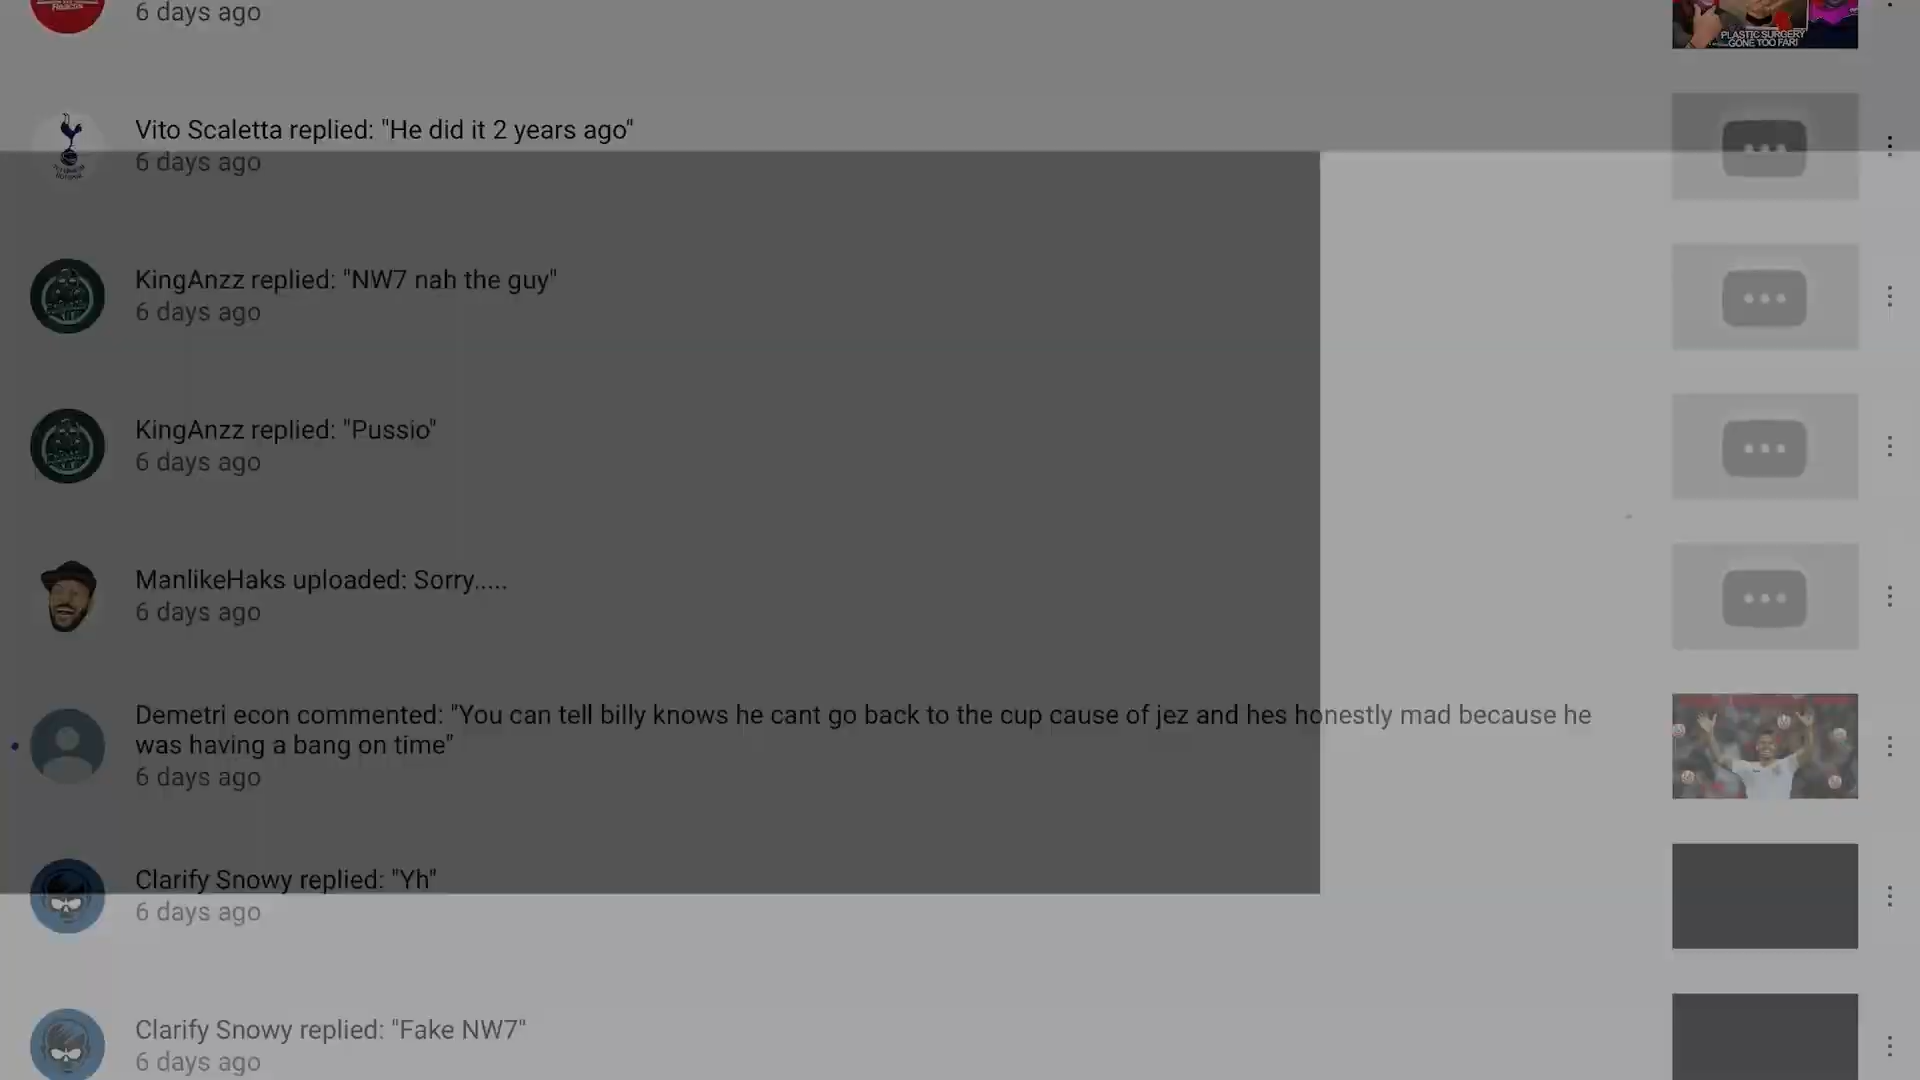 Reacts
6 days ago
PLASTIC SURGERY
GONE TOO FAR!
Vito Scaletta replied: "He did it 2 years ago"
6 days ago
KingAnzz replied: "NW7 nah the guy"
6 days ago
KingAnzz replied: "Pussio"
6 days ago
ManlikeHaks uploaded: Sorry.....
6 days ago
Demetri econ commented: "You can tell billy knows he cant go back to the cup cause of jez and hes honestly mad because he
was having a bang on time"
6 days ago
Clarify Snowy replied: "Yh"
6 days ago
Clarify Snowy replied: "Fake NW7"
6 days ago